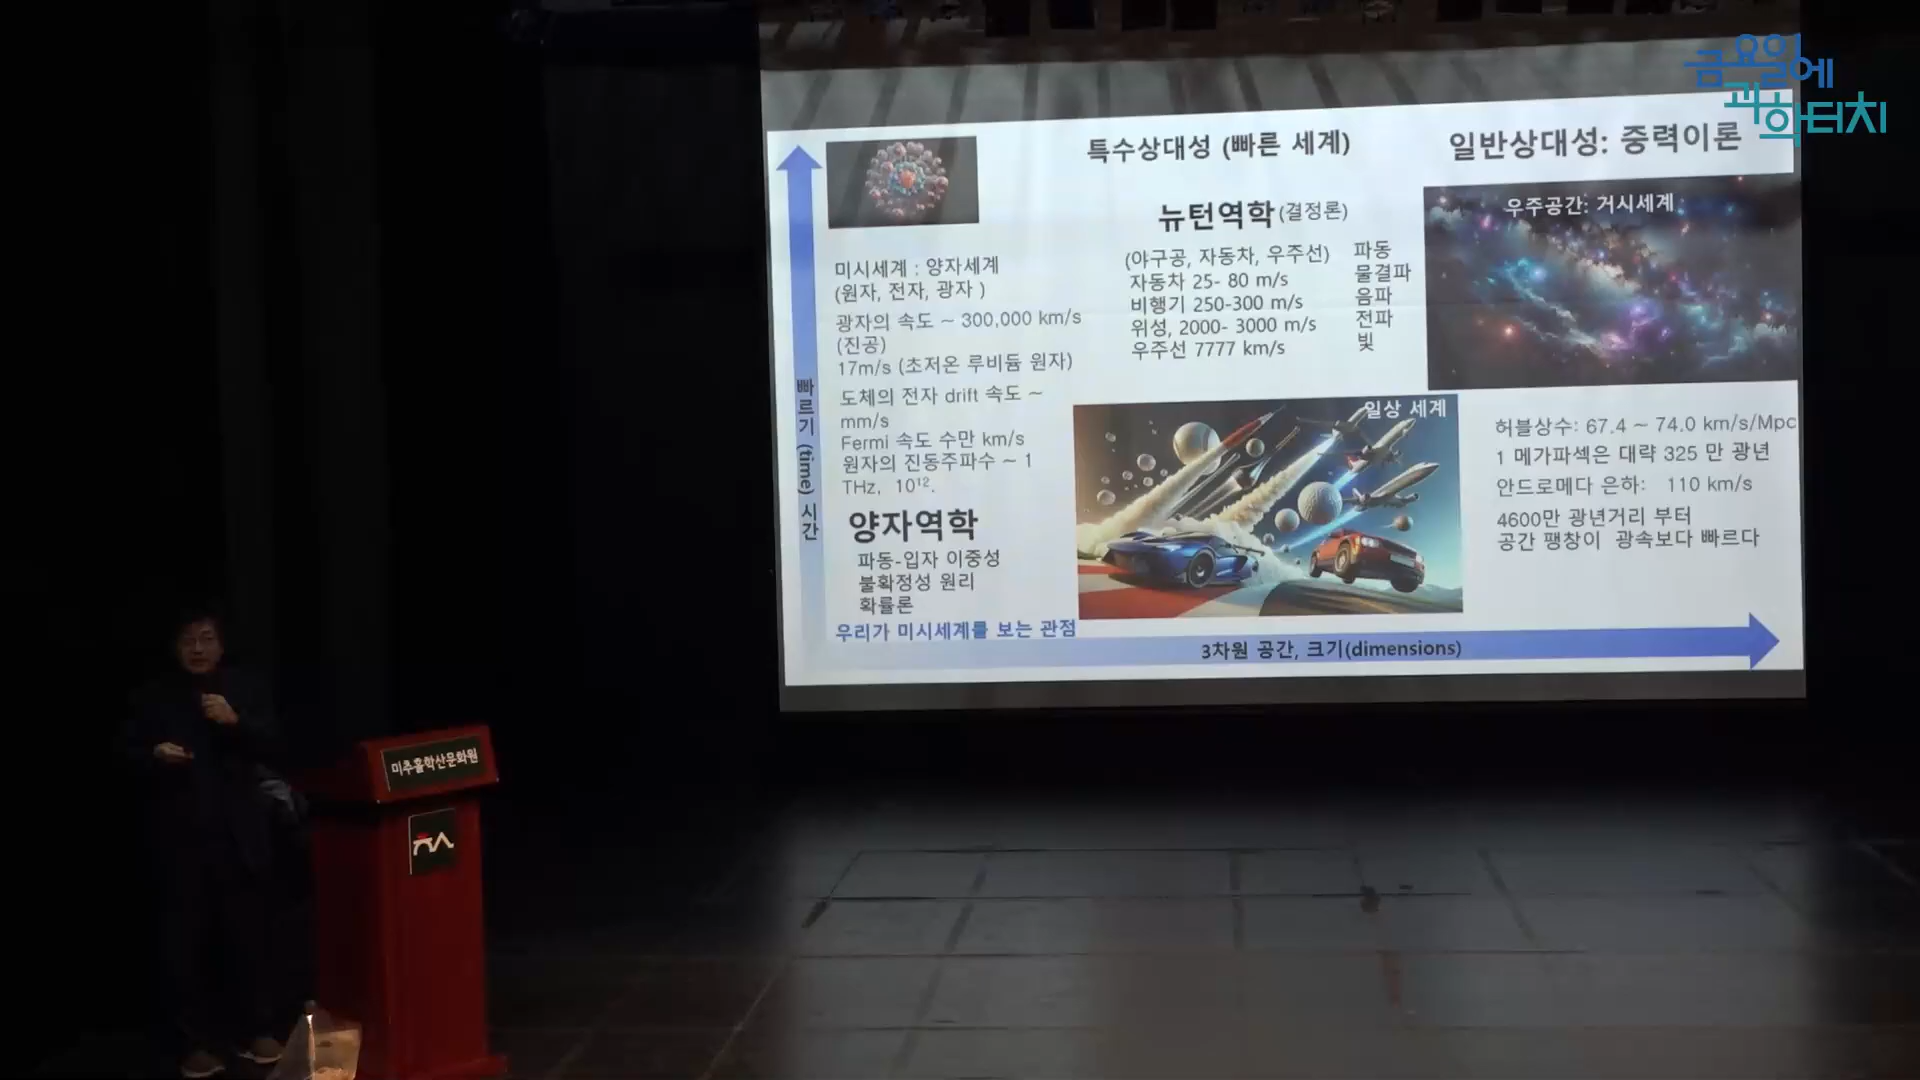 금요일에
과학터치
특수상대성 (빠른 세계)
일반상대성: 중력이론
뉴턴역학 (결정론)
(야구공, 자동차, 우주선)
자동차 25- 80 m/s
비행기 250-300 m/s
위성, 2000- 3000 m/s
우주선 7777 km/s
파동
물결파
음파
전파
빛
우주공간: 거시세계
미시세계 : 양자세계
(원자, 전자, 광자 )
광자의 속도 ~ 300,000 km/s
(진공)
17m/s (초저온 루비듐 원자)
도체의 전자 drift 속도 ~
mm/s
Fermi 속도 수만 km/s
원자의 진동주파수 ~ 1
THz, 10¹².
양자역학
파동-입자 이중성
불확정성 원리
확률론
우리가 미시세계를 보는 관점
빠르기 (time) 시간
일상 세계
허블상수: 67.4 ~ 74.0 km/s/Mpc
1 메가파섹은 대략 325 만 광년
안드로메다 은하: 110 km/s
4600만 광년거리 부터
공간 팽창이 광속보다 빠르다
3차원 공간, 크기(dimensions)
미추홀학산문화원